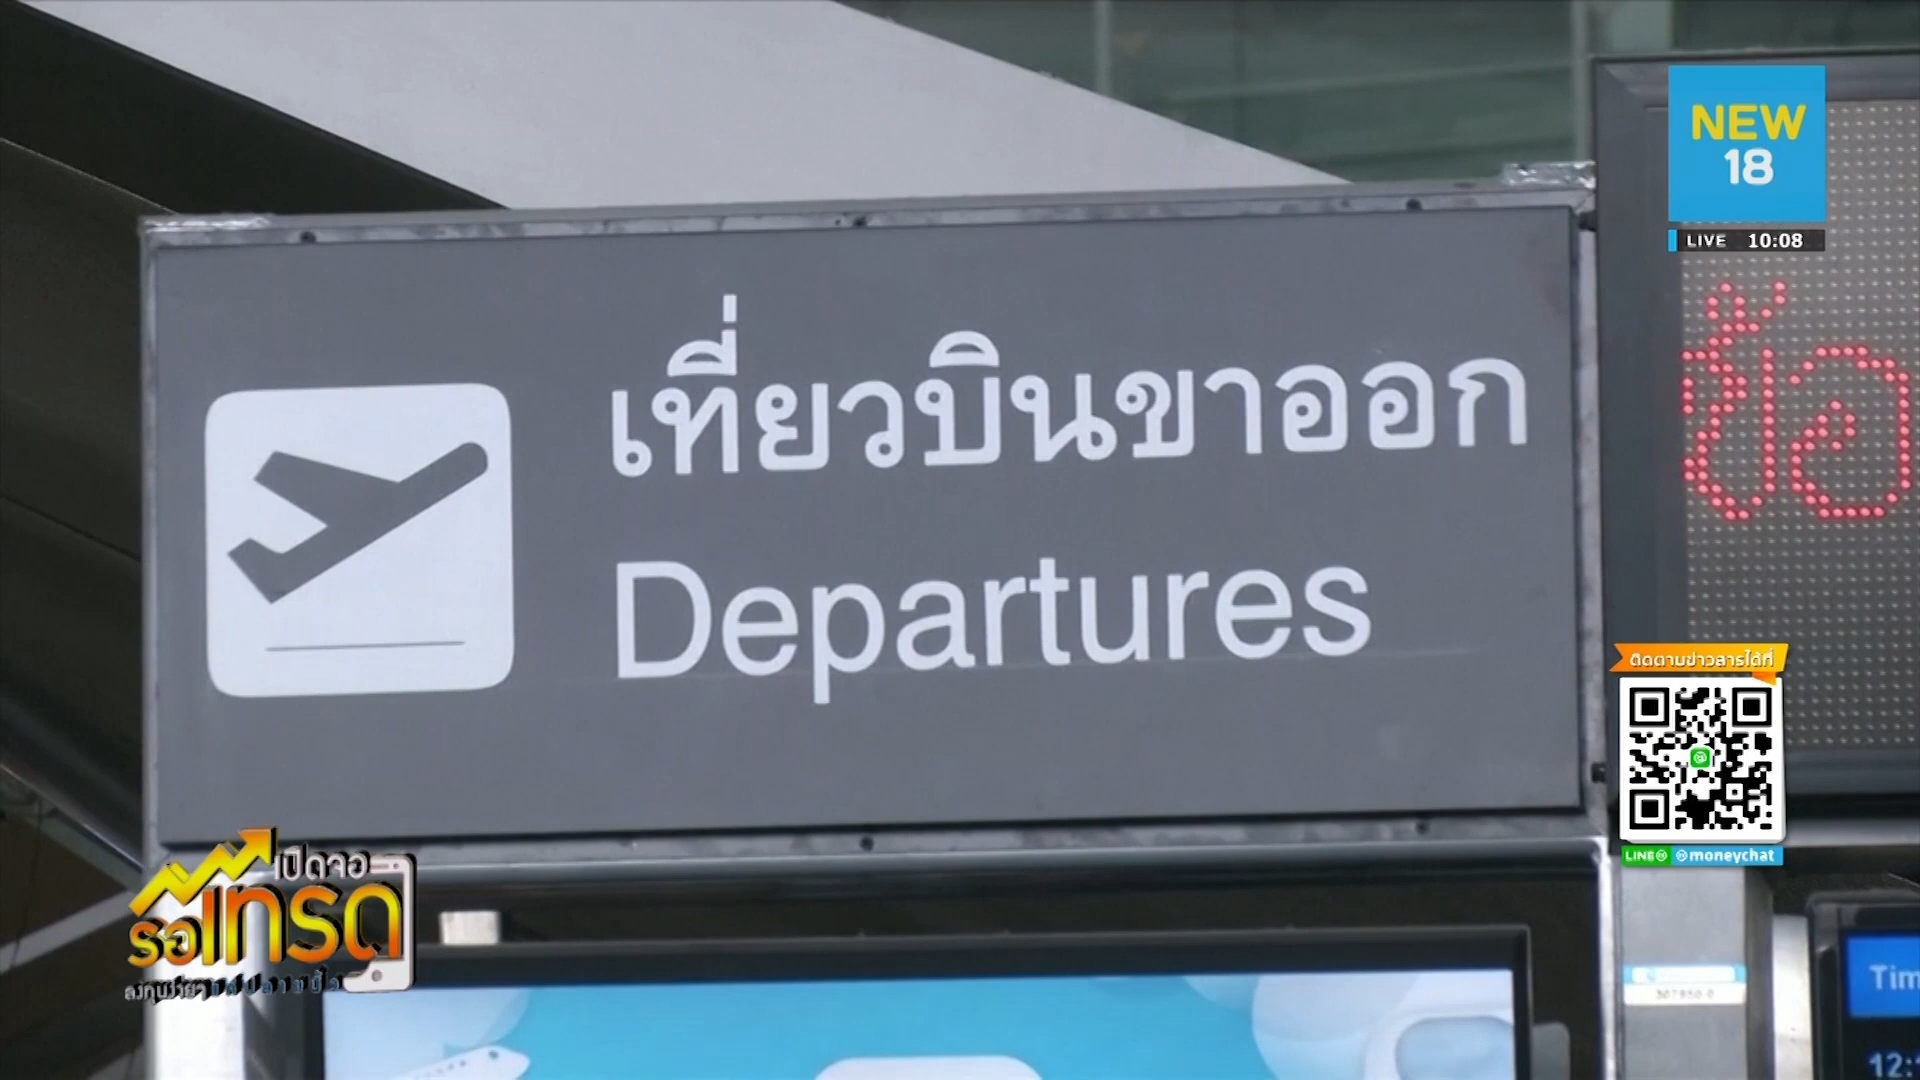 NEW
18
LIVE 10:08
เที่ยวบินขาออก
Departures
ติดตามข่าวสารได้ที่
LINE @moneychat
เปิดจอ
รอเทรด
Tim
12: